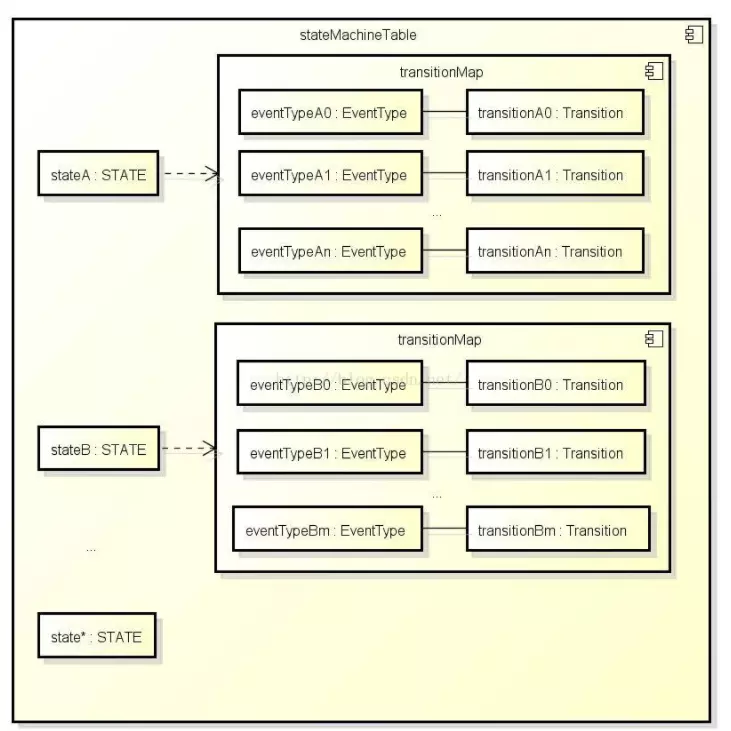 stateMachineTable
transitionMap
eventTypeA0 : EventType
transitionA0 : Transition
stateA : STATE
eventTypeA1 : EventType
transitionA1 : Transition
...
eventTypeAn : EventType
transitionAn : Transition
transitionMap
eventTypeB0 : EventType
transitionB0 : Transition
stateB : STATE
eventTypeB1 : EventType
transitionB1 : Transition
...
eventTypeBm : EventType
transitionBm : Transition
...
state* : STATE